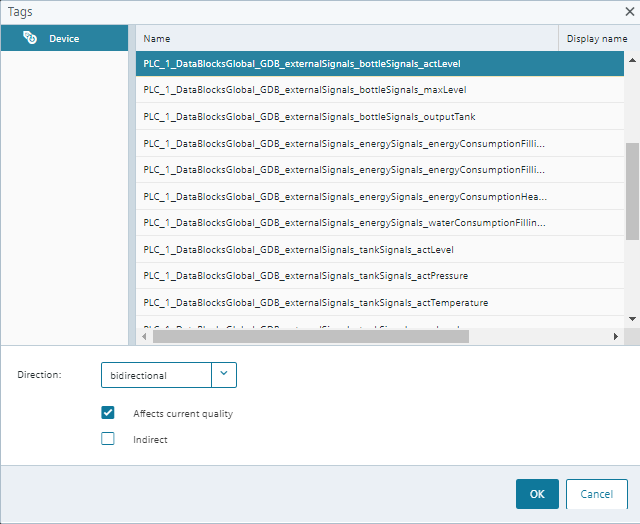 Tags
Device
Name Display name
PLC_1_DataBlocksGlobal_GDB_externalSignals_bottleSignals_actLevel
PLC_1_DataBlocksGlobal_GDB_externalSignals_bottleSignals_maxLevel
PLC_1_DataBlocksGlobal_GDB_externalSignals_bottleSignals_outputTank
PLC_1_DataBlocksGlobal_GDB_externalSignals_energySignals_energyConsumptionFilli...
PLC_1_DataBlocksGlobal_GDB_externalSignals_energySignals_energyConsumptionFilli...
PLC_1_DataBlocksGlobal_GDB_externalSignals_energySignals_energyConsumptionHea...
PLC_1_DataBlocksGlobal_GDB_externalSignals_energySignals_waterConsumptionFillin...
PLC_1_DataBlocksGlobal_GDB_externalSignals_tankSignals_actLevel
PLC_1_DataBlocksGlobal_GDB_externalSignals_tankSignals_actPressure
PLC_1_DataBlocksGlobal_GDB_externalSignals_tankSignals_actTemperature
Direction: bidirectional
Affects current quality
Indirect
OK Cancel